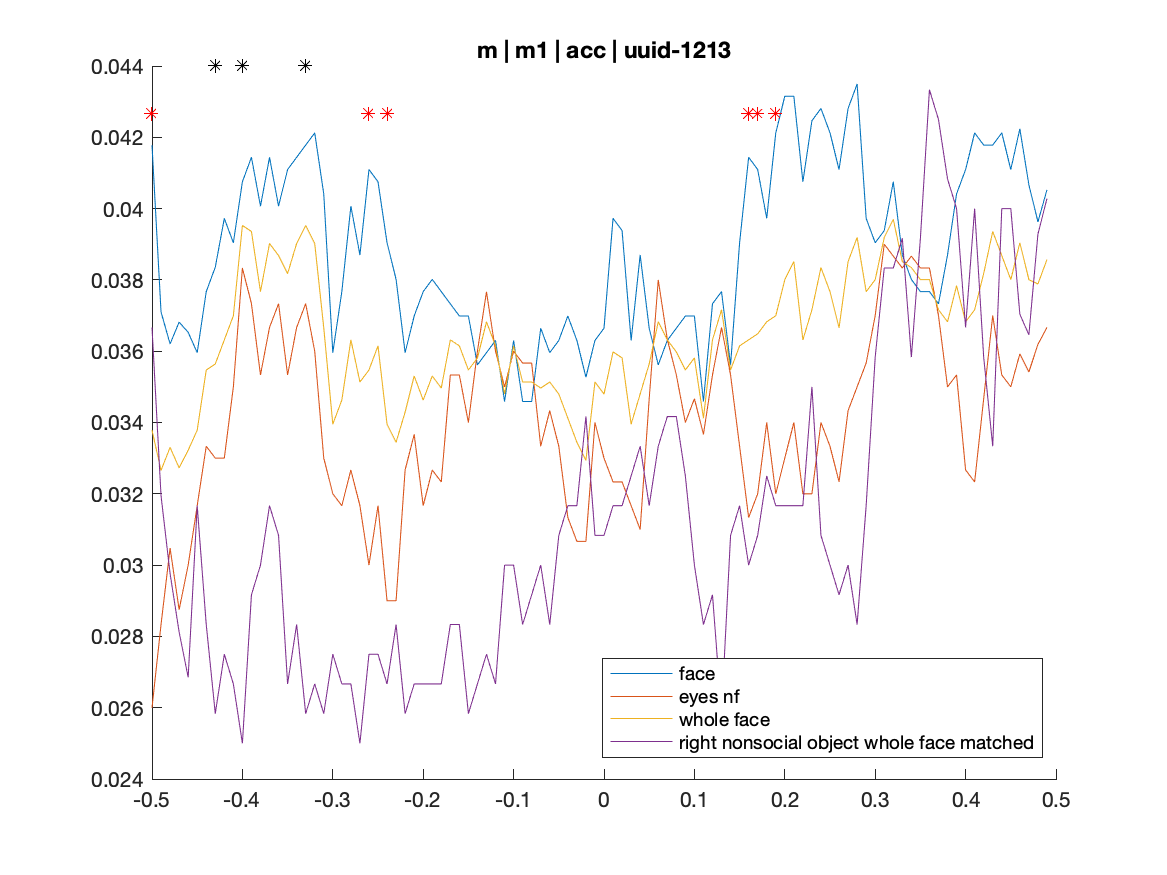 m | m1 | acc | uuid-1213
0.044
0.042
0.04
0.038
0.036
0.034
0.032
0.03
0.028
0.026
0.024
-0.5 -0.4 -0.3 -0.2 -0.1 0 0.1 0.2 0.3 0.4 0.5
face
eyes nf
whole face
right nonsocial object whole face matched